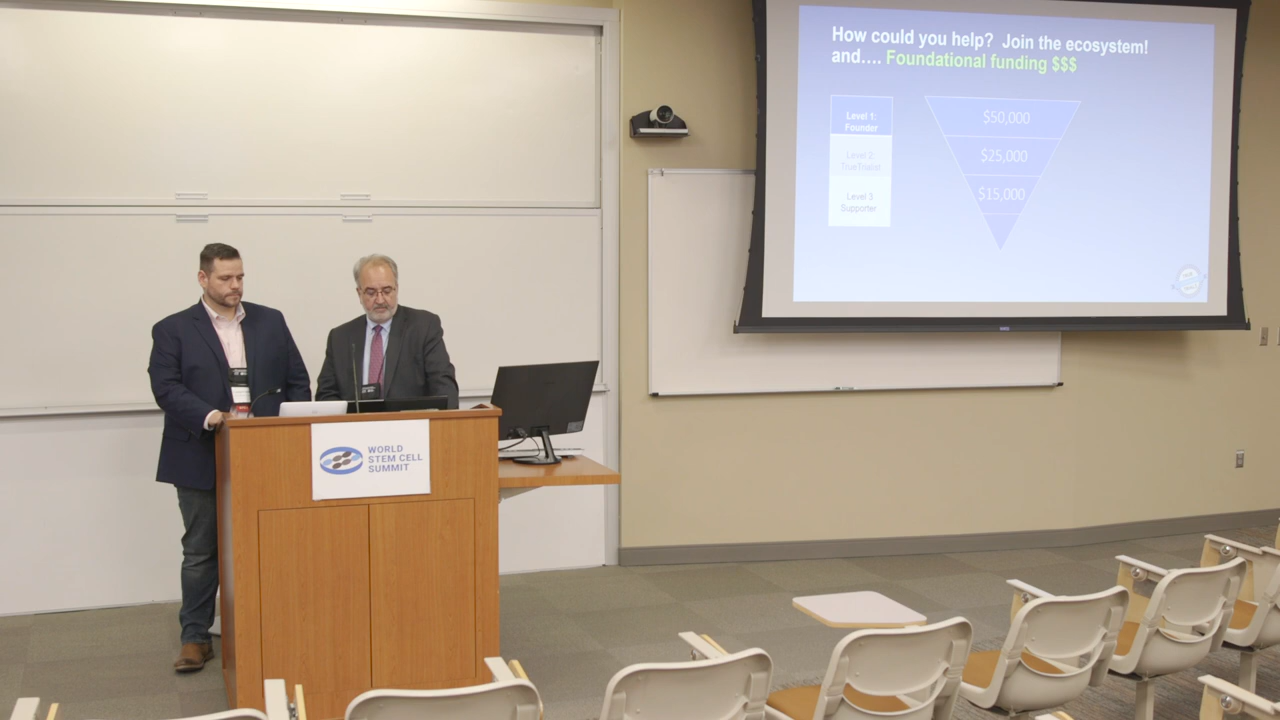 How could you help? Join the ecosystem!
and.... Foundational funding $$$
Level 1:
Founder
$50,000
Level 2:
TrueTrialist
$25,000
Level 3
Supporter
$15,000
WORLD
STEM CELL
SUMMIT